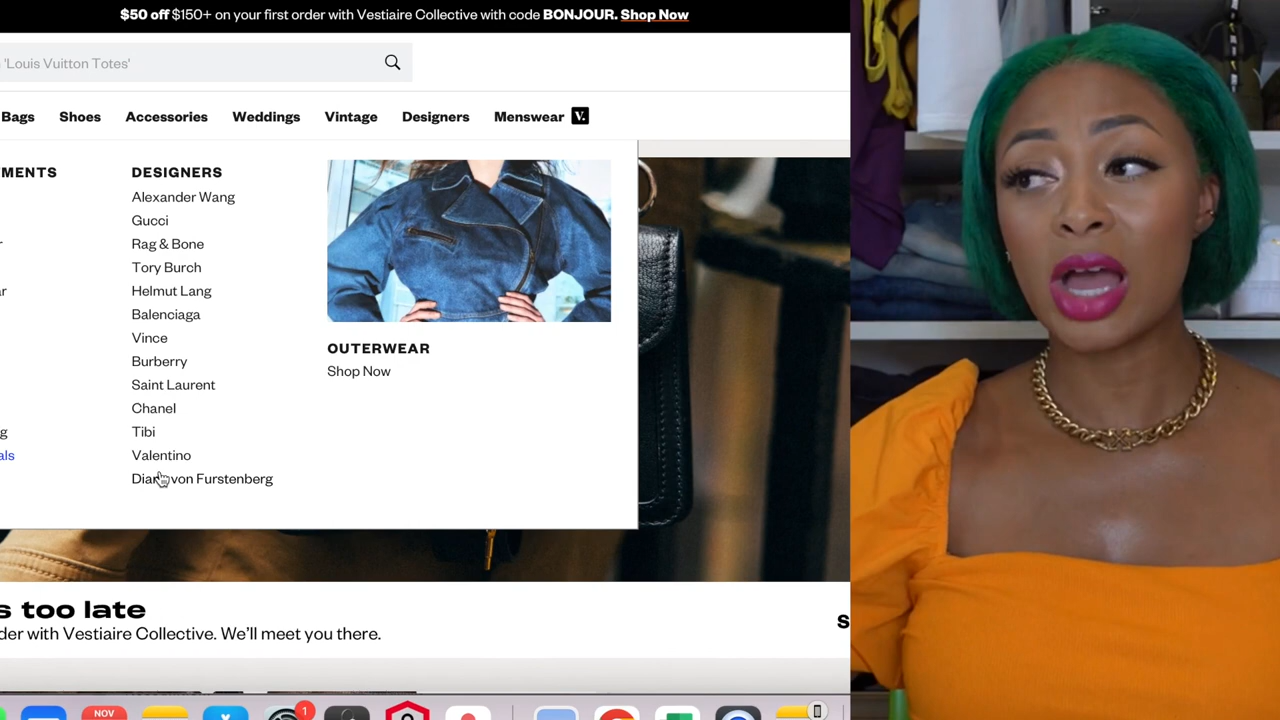 $50 off $150+ on your first order with Vestiaire Collective with code BONJOUR. Shop Now
'Louis Vuitton Totes'
Bags Shoes Accessories Weddings Vintage Designers Menswear V.
MENTS
DESIGNERS
Alexander Wang
Gucci
Rag & Bone
Tory Burch
Helmut Lang
Balenciaga
Vince
Burberry
Saint Laurent
Chanel
Tibi
Valentino
Diane von Furstenberg
OUTERWEAR
Shop Now
s too late
der with Vestiaire Collective. We'll meet you there.
S
NOV
1